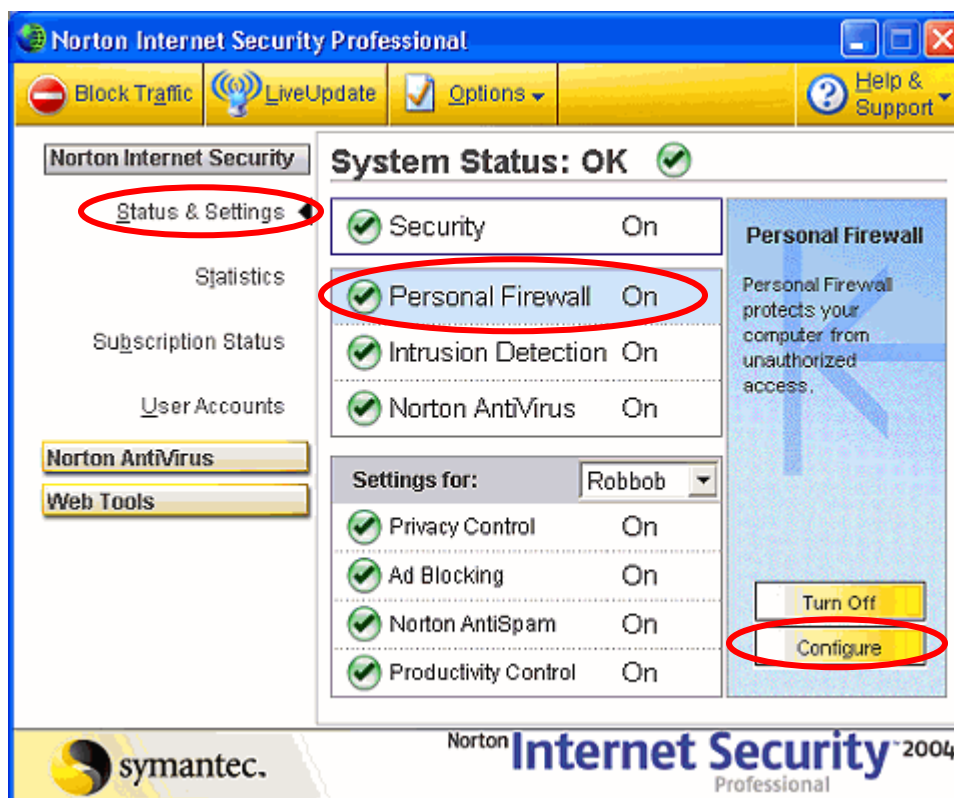 Norton Internet Security Professional
Block Traffic
LiveUpdate
Options
Help &
Support
Norton Internet Security
Status & Settings
Statistics
Subscription Status
User Accounts
Norton AntiVirus
Web Tools
System Status: OK
Security On
Personal Firewall On
Intrusion Detection On
Norton AntiVirus On
Settings for: Robbob
Privacy Control On
Ad Blocking On
Norton AntiSpam On
Productivity Control On
Personal Firewall
Personal Firewall
protects your
computer from
unauthorized
access.
Turn Off
Configure
symantec.
Norton Internet Security 2004
Professional